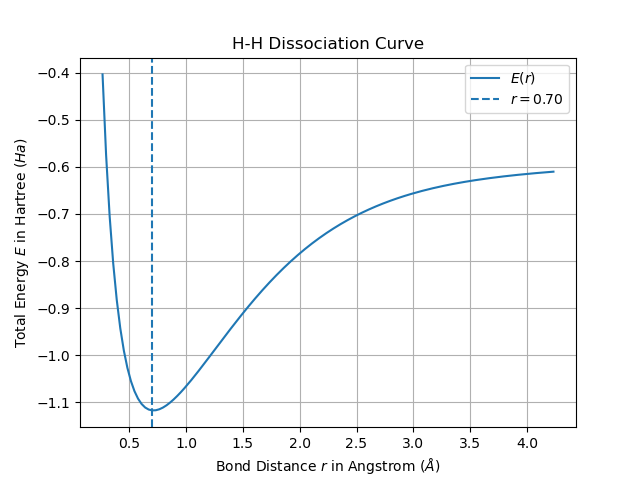 H-H Dissociation Curve
Total Energy E in Hartree (Ha)
−0.4
−0.5
−0.6
−0.7
−0.8
−0.9
−1.0
−1.1
E(r)
r = 0.70
0.5 1.0 1.5 2.0 2.5 3.0 3.5 4.0
Bond Distance r in Angstrom (Å)